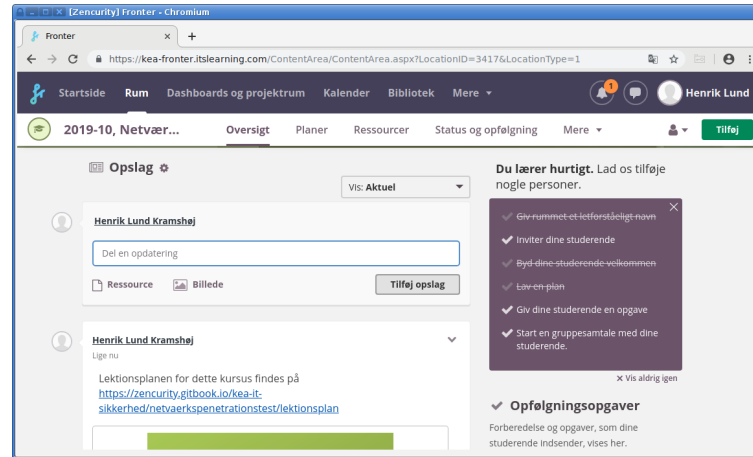 [Zencurity] Fronter - Chromium
Fronter × +
https://kea-fronter.itslearning.com/ContentArea/ContentArea.aspx?LocationID=3417&LocationType=1
Startside Rum Dashboards og projektrum Kalender Bibliotek Mere 1 Henrik Lund
2019-10, Netvær... Oversigt Planer Ressourcer Status og opfølgning Mere Tilføj
Opslag
Vis: Aktuel
Henrik Lund Kramshøj
Del en opdatering
Ressource Billede Tilføj opslag
Henrik Lund Kramshøj
Lige nu
Lektionsplanen for dette kursus findes på
https://zencurity.gitbook.io/kea-it-
sikkerhed/netvaerkspenetrationstest/lektionsplan
Du lærer hurtigt. Lad os tilføje
nogle personer.
Giv rummet et letforståeligt navn
Inviter dine studerende
Byd dine studerende velkommen
Lav en plan
Giv dine studerende en opgave
Start en gruppesamtale med dine
studerende.
× Vis aldrig igen
Opfølgningsopgaver
Forberedelse og opgaver, som dine
studerende indsender, vises her.